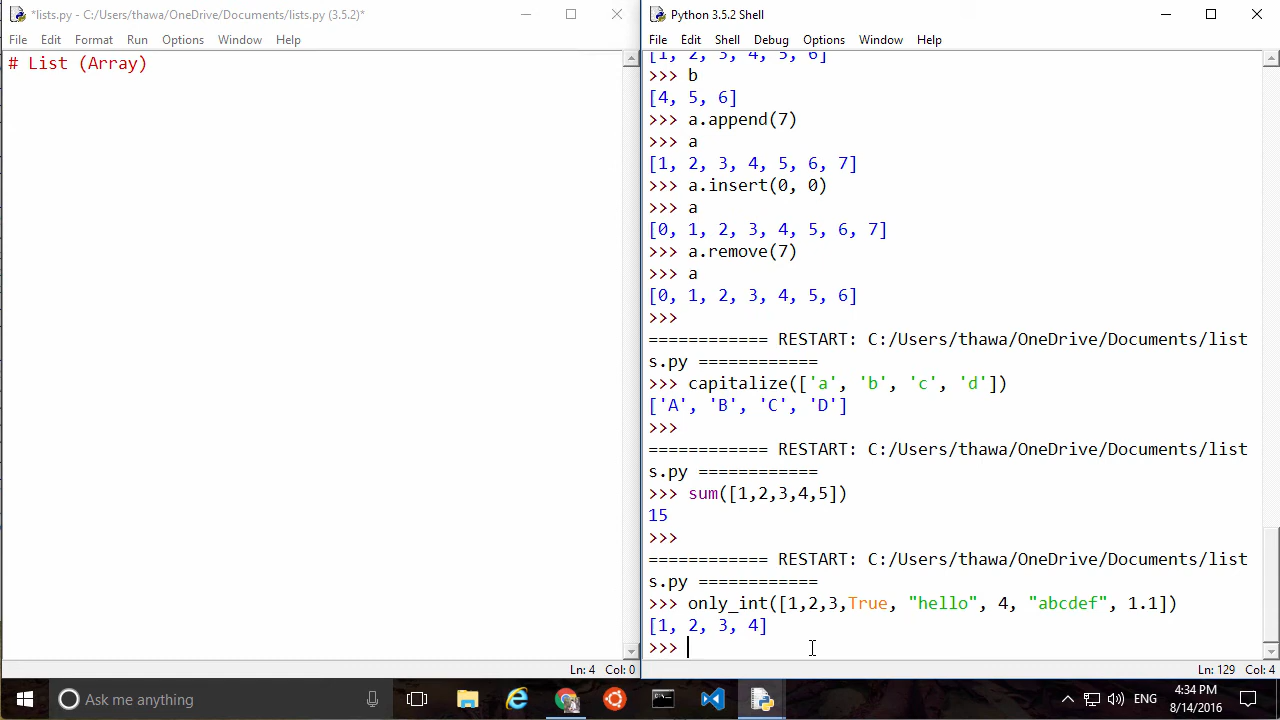 *lists.py - C:/Users/thawa/OneDrive/Documents/lists.py (3.5.2)*
File Edit Format Run Options Window Help
# List (Array)
Ln: 4 Col: 0
Python 3.5.2 Shell
File Edit Shell Debug Options Window Help
[1, 2, 3, 4, 5, 6]
>>> b
[4, 5, 6]
>>> a.append(7)
>>> a
[1, 2, 3, 4, 5, 6, 7]
>>> a.insert(0, 0)
>>> a
[0, 1, 2, 3, 4, 5, 6, 7]
>>> a.remove(7)
>>> a
[0, 1, 2, 3, 4, 5, 6]
>>>
============ RESTART: C:/Users/thawa/OneDrive/Documents/list
s.py ============
>>> capitalize(['a', 'b', 'c', 'd'])
['A', 'B', 'C', 'D']
>>>
============ RESTART: C:/Users/thawa/OneDrive/Documents/list
s.py ============
>>> sum([1,2,3,4,5])
15
>>>
============ RESTART: C:/Users/thawa/OneDrive/Documents/list
s.py ============
>>> only_int([1,2,3,True, "hello", 4, "abcdef", 1.1])
[1, 2, 3, 4]
>>>
Ln: 129 Col: 4
Ask me anything
ENG
4:34 PM
8/14/2016